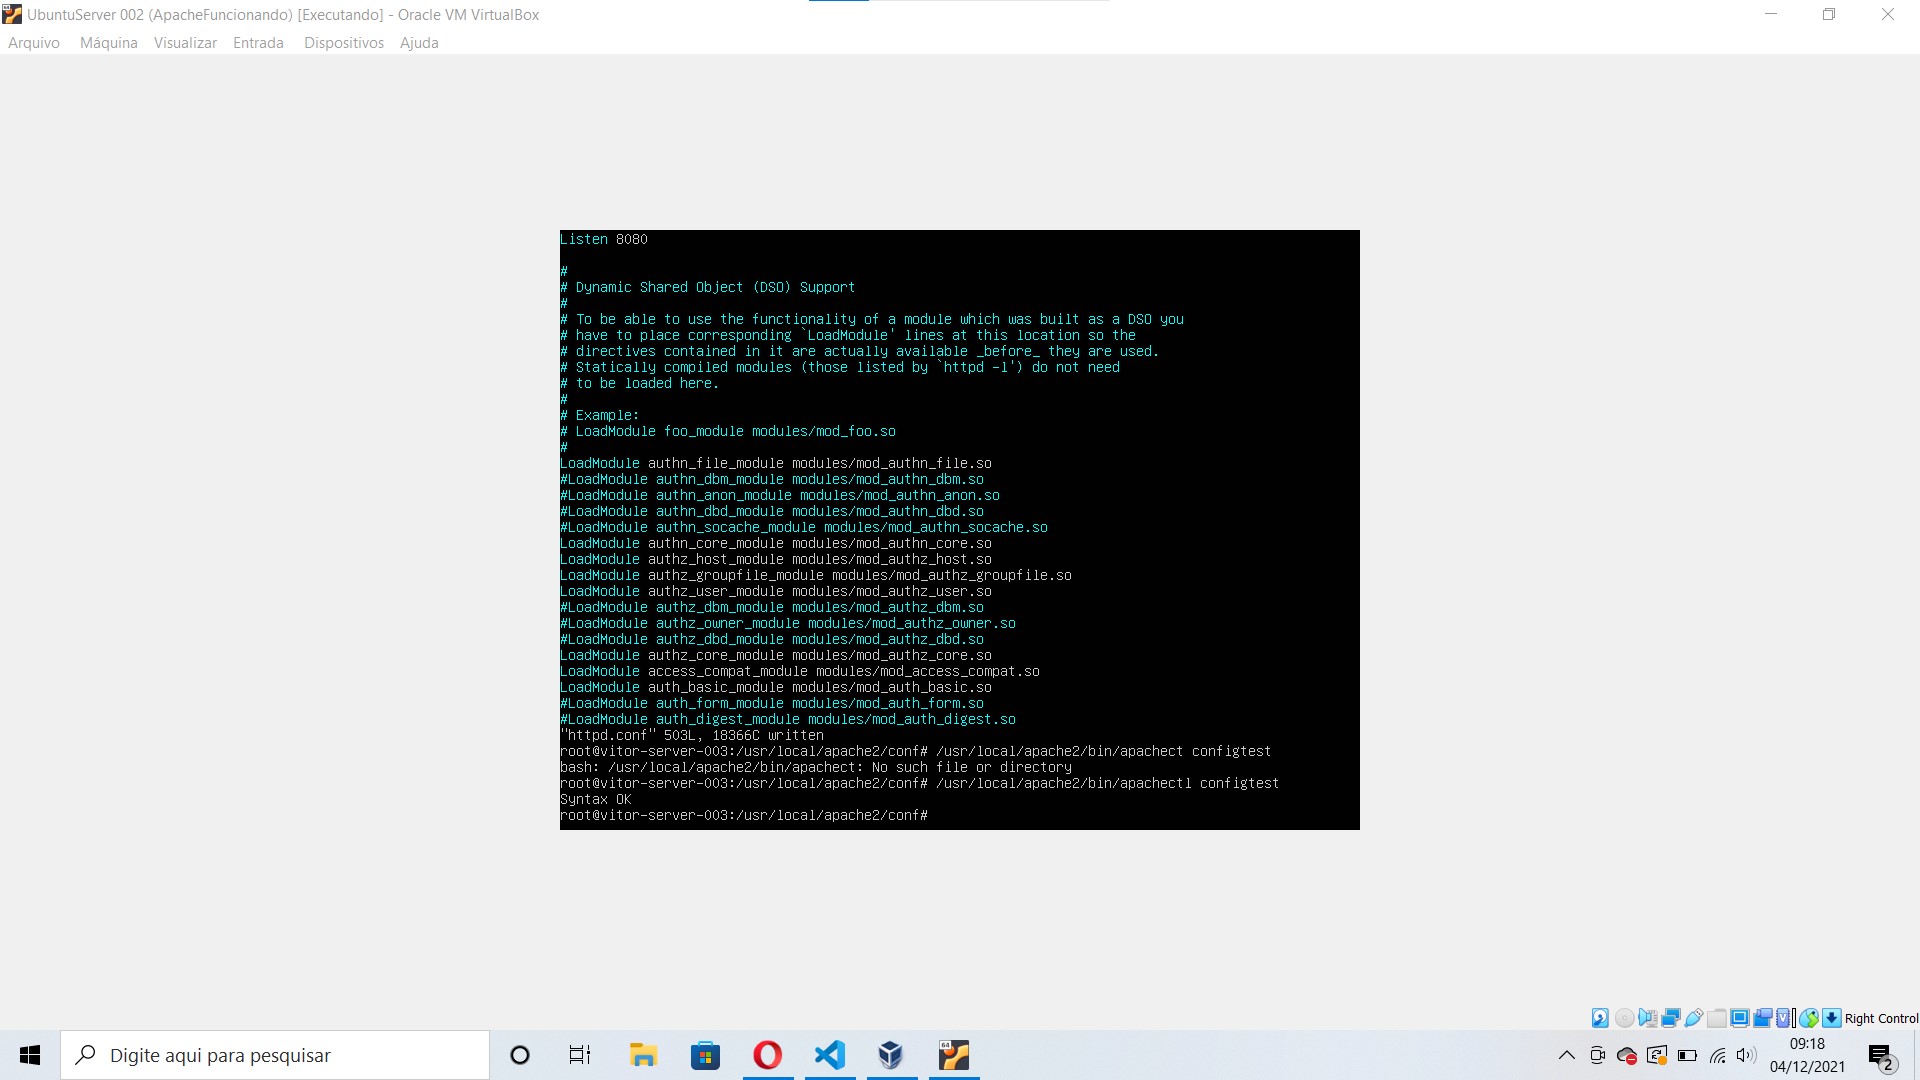 UbuntuServer 002 (ApacheFuncionando) [Executando] - Oracle VM VirtualBox
Arquivo Máquina Visualizar Entrada Dispositivos Ajuda
Listen 8080
#
# Dynamic Shared Object (DSO) Support
#
# To be able to use the functionality of a module which was built as a DSO you
# have to place corresponding `LoadModule' lines at this location so the
# directives contained in it are actually available _before_ they are used.
# Statically compiled modules (those listed by `httpd -l') do not need
# to be loaded here.
#
# Example:
# LoadModule foo_module modules/mod_foo.so
#
LoadModule authn_file_module modules/mod_authn_file.so
#LoadModule authn_dbm_module modules/mod_authn_dbm.so
#LoadModule authn_anon_module modules/mod_authn_anon.so
#LoadModule authn_dbd_module modules/mod_authn_dbd.so
#LoadModule authn_socache_module modules/mod_authn_socache.so
LoadModule authn_core_module modules/mod_authn_core.so
LoadModule authz_host_module modules/mod_authz_host.so
LoadModule authz_groupfile_module modules/mod_authz_groupfile.so
LoadModule authz_user_module modules/mod_authz_user.so
#LoadModule authz_dbm_module modules/mod_authz_dbm.so
#LoadModule authz_owner_module modules/mod_authz_owner.so
#LoadModule authz_dbd_module modules/mod_authz_dbd.so
LoadModule authz_core_module modules/mod_authz_core.so
LoadModule access_compat_module modules/mod_access_compat.so
LoadModule auth_basic_module modules/mod_auth_basic.so
#LoadModule auth_form_module modules/mod_auth_form.so
#LoadModule auth_digest_module modules/mod_auth_digest.so
"httpd.conf" 503L, 18366C written
root@vitor-server-003:/usr/local/apache2/conf# /usr/local/apache2/bin/apachect configtest
bash: /usr/local/apache2/bin/apachect: No such file or directory
root@vitor-server-003:/usr/local/apache2/conf# /usr/local/apache2/bin/apachectl configtest
Syntax OK
root@vitor-server-003:/usr/local/apache2/conf#
Right Control
Digite aqui para pesquisar
64
09:18
04/12/2021
2